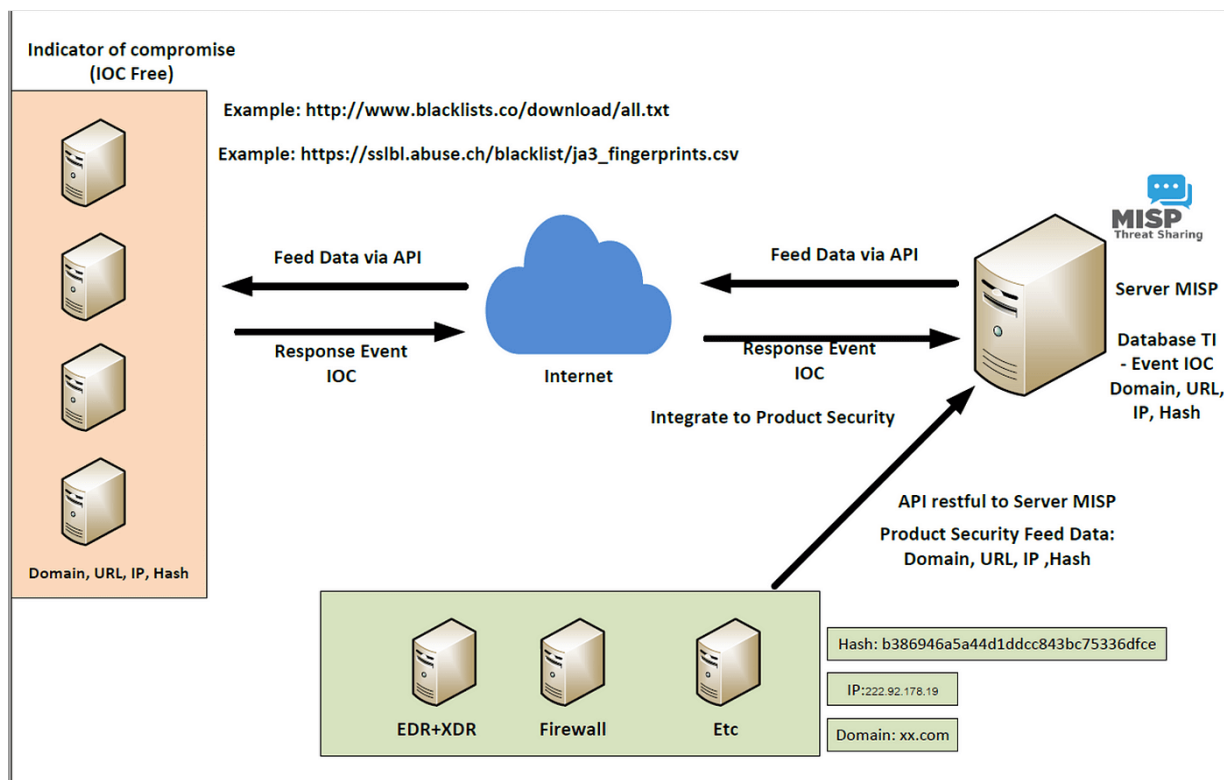 Indicator of compromise
(IOC Free)
Example: http://www.blacklists.co/download/all.txt
Example: https://sslbl.abuse.ch/blacklist/ja3_fingerprints.csv
MISP
Threat Sharing
Feed Data via API
Feed Data via API
Server MISP
Response Event
IOC
Internet
Response Event
IOC
Database TI
- Event IOC
Domain, URL,
IP, Hash
Integrate to Product Security
API restful to Server MISP
Product Security Feed Data:
Domain, URL, IP ,Hash
Domain, URL, IP, Hash
EDR+XDR
Firewall
Etc
Hash: b386946a5a44d1ddcc843bc75336dfce
IP:222.92.178.19
Domain: xx.com